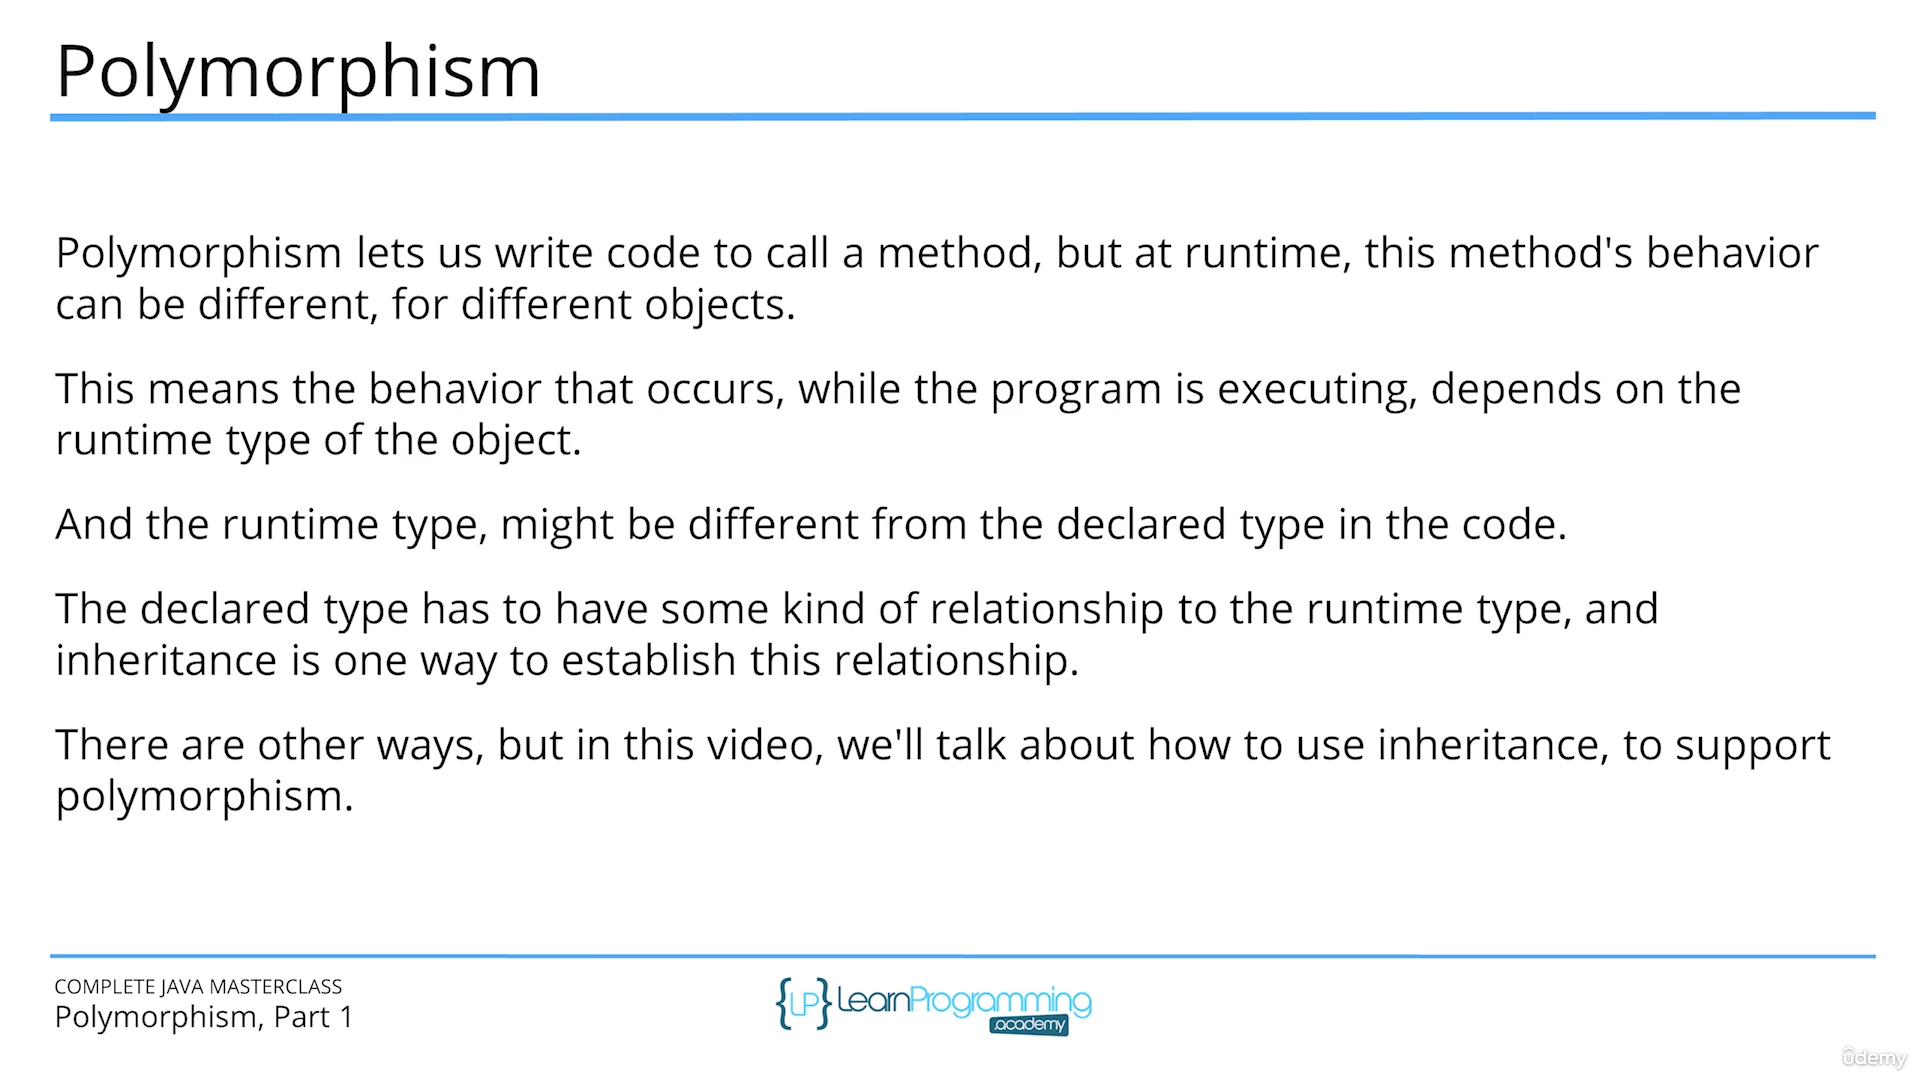 Polymorphism
Polymorphism lets us write code to call a method, but at runtime, this method's behavior
can be different, for different objects.
This means the behavior that occurs, while the program is executing, depends on the
runtime type of the object.
And the runtime type, might be different from the declared type in the code.
The declared type has to have some kind of relationship to the runtime type, and
inheritance is one way to establish this relationship.
There are other ways, but in this video, we'll talk about how to use inheritance, to support
polymorphism.
COMPLETE JAVA MASTERCLASS
Polymorphism, Part 1
{LP} LearnProgramming
.academy
ûdemy